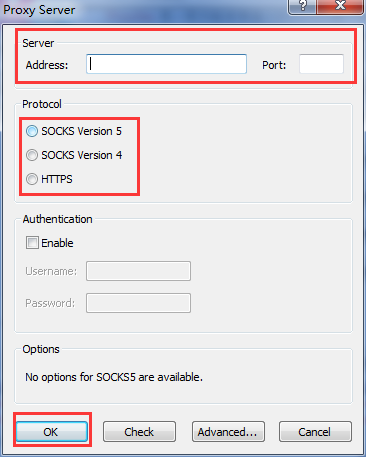 Proxy Server
Server
Address: Port:
Protocol
SOCKS Version 5
SOCKS Version 4
HTTPS
Authentication
Enable
Username:
Password:
Options
No options for SOCKS5 are available.
OK Check Advanced... Cancel